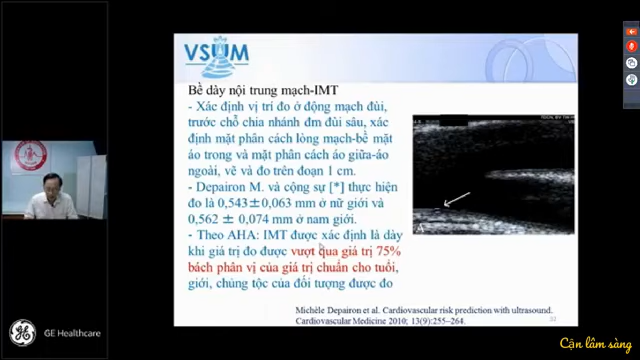 VSUM
Bề dày nội trung mạch-IMT
- Xác định vị trí đo ở động mạch đùi,
trước chỗ chia nhánh đm đùi sâu, xác
định mặt phân cách lòng mạch-bề mặt
áo trong và mặt phân cách áo giữa-áo
ngoài, vẽ và đo trên đoạn 1 cm.
- Depairon M. và cộng sự [*] thực hiện
đo là 0,543±0,063 mm ở nữ giới và
0,562 ± 0,074 mm ở nam giới.
- Theo AHA: IMT được xác định là dày
khi giá trị đo được vượt qua giá trị 75%
bách phân vị của giá trị chuẩn cho tuổi,
giới, chủng tộc của đối tượng được đo
A
Michèle Depairon et al. Cardiovascular risk prediction with ultrasound.
Cardiovascular Medicine 2010; 13(9):255–264.
GE Healthcare
Cận lâm sàng